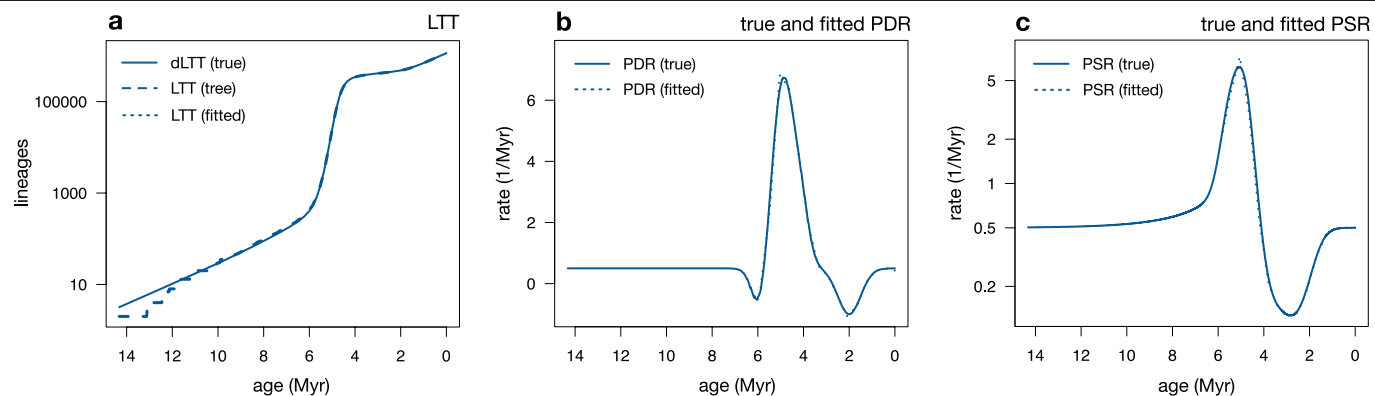 a
LTT
dLTT (true)
LTT (tree)
LTT (fitted)
100000
1000
10
lineages
14 12 10 8 6 4 2 0
age (Myr)
b
true and fitted PDR
PDR (true)
PDR (fitted)
6
4
2
0
rate (1/Myr)
14 12 10 8 6 4 2 0
age (Myr)
c
true and fitted PSR
PSR (true)
PSR (fitted)
5
2
1
0.5
0.2
rate (1/Myr)
14 12 10 8 6 4 2 0
age (Myr)